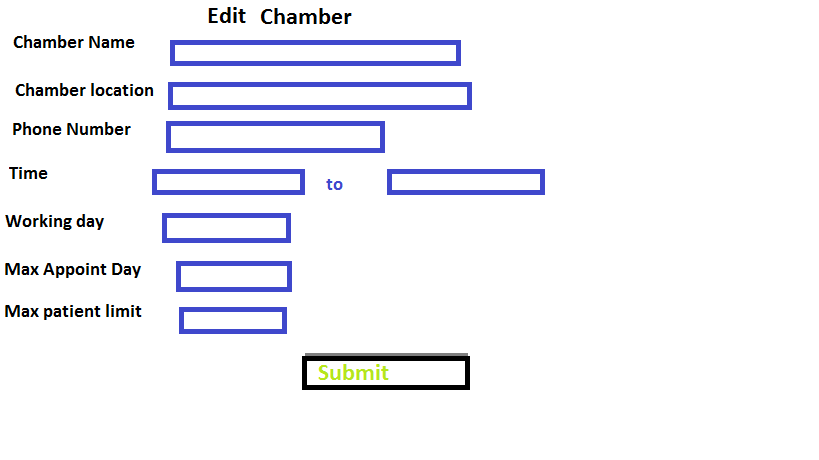 Edit Chamber
Chamber Name
Chamber location
Phone Number
Time to
Working day
Max Appoint Day
Max patient limit
Submit